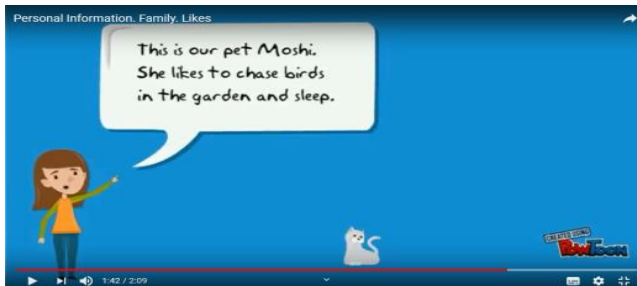 Personal Information. Family. Likes
This is our pet Moshi.
She likes to chase birds
in the garden and sleep.
CREATED USING
POWTOON
1:42 / 2:09